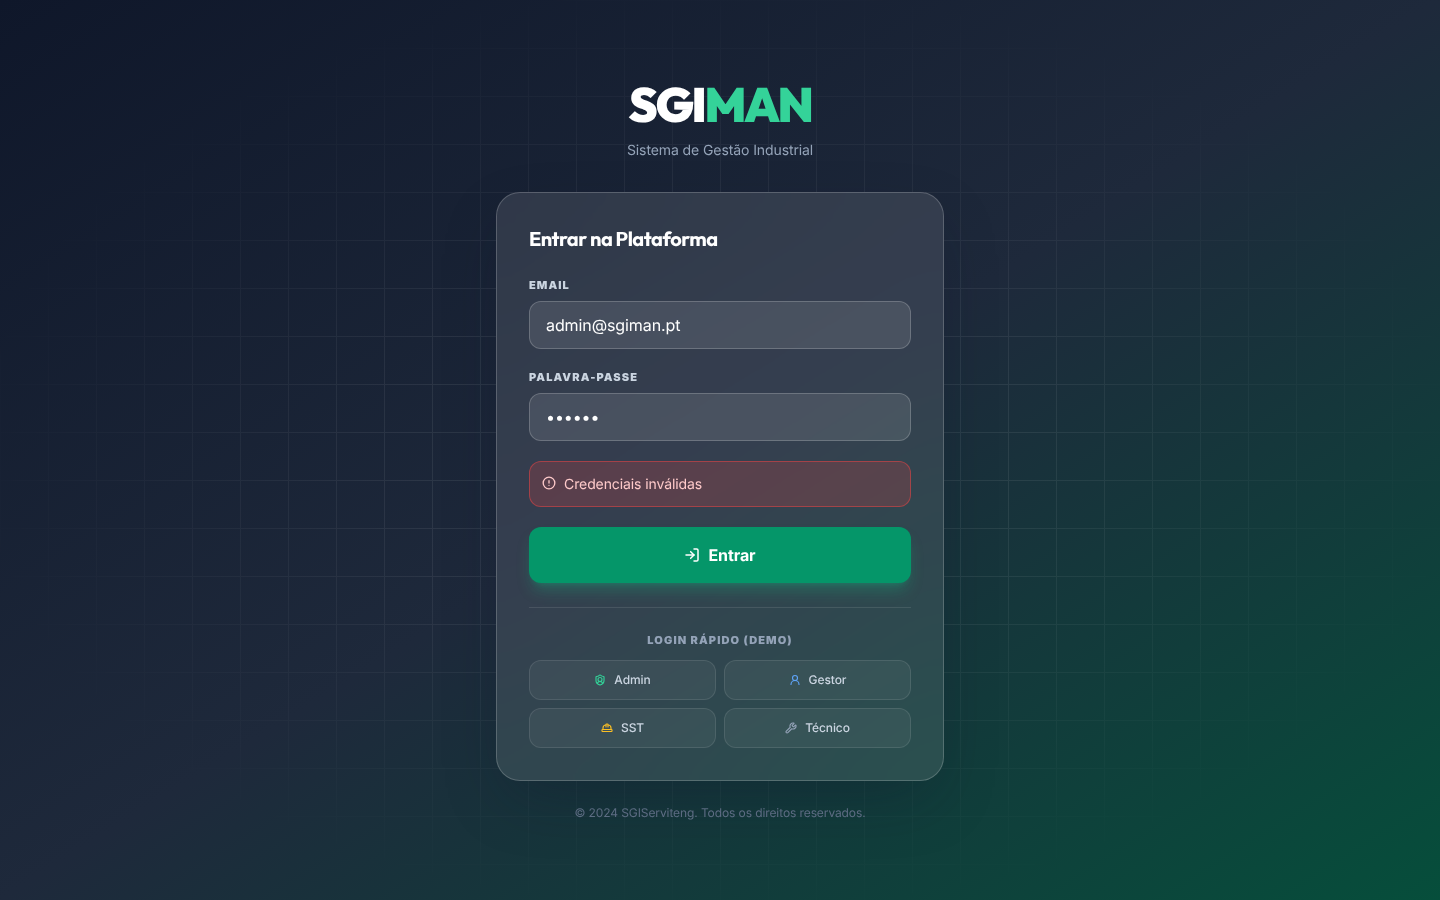 SGIMAN
Sistema de Gestão Industrial
Entrar na Plataforma
EMAIL
admin@sgiman.pt
PALAVRA-PASSE
••••••
Credenciais inválidas
Entrar
LOGIN RÁPIDO (DEMO)
Admin
Gestor
SST
Técnico
© 2024 SGIServiteng. Todos os direitos reservados.